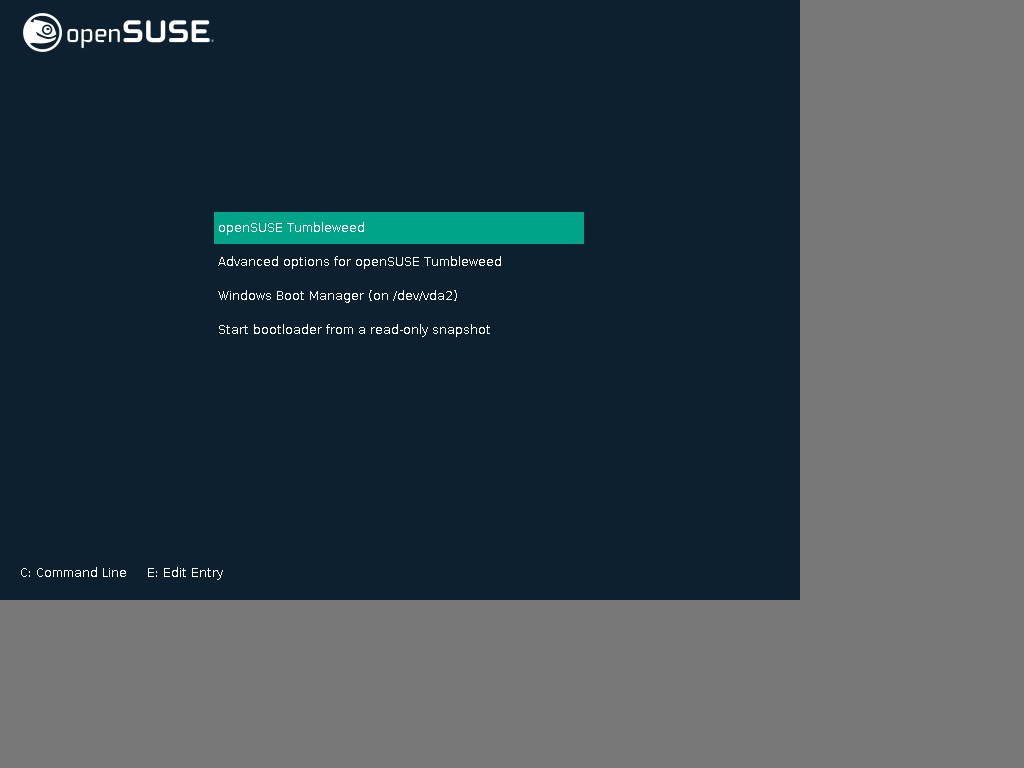 openSUSE.
openSUSE Tumbleweed
Advanced options for openSUSE Tumbleweed
Windows Boot Manager (on /dev/vda2)
Start bootloader from a read-only snapshot
C: Command Line E: Edit Entry